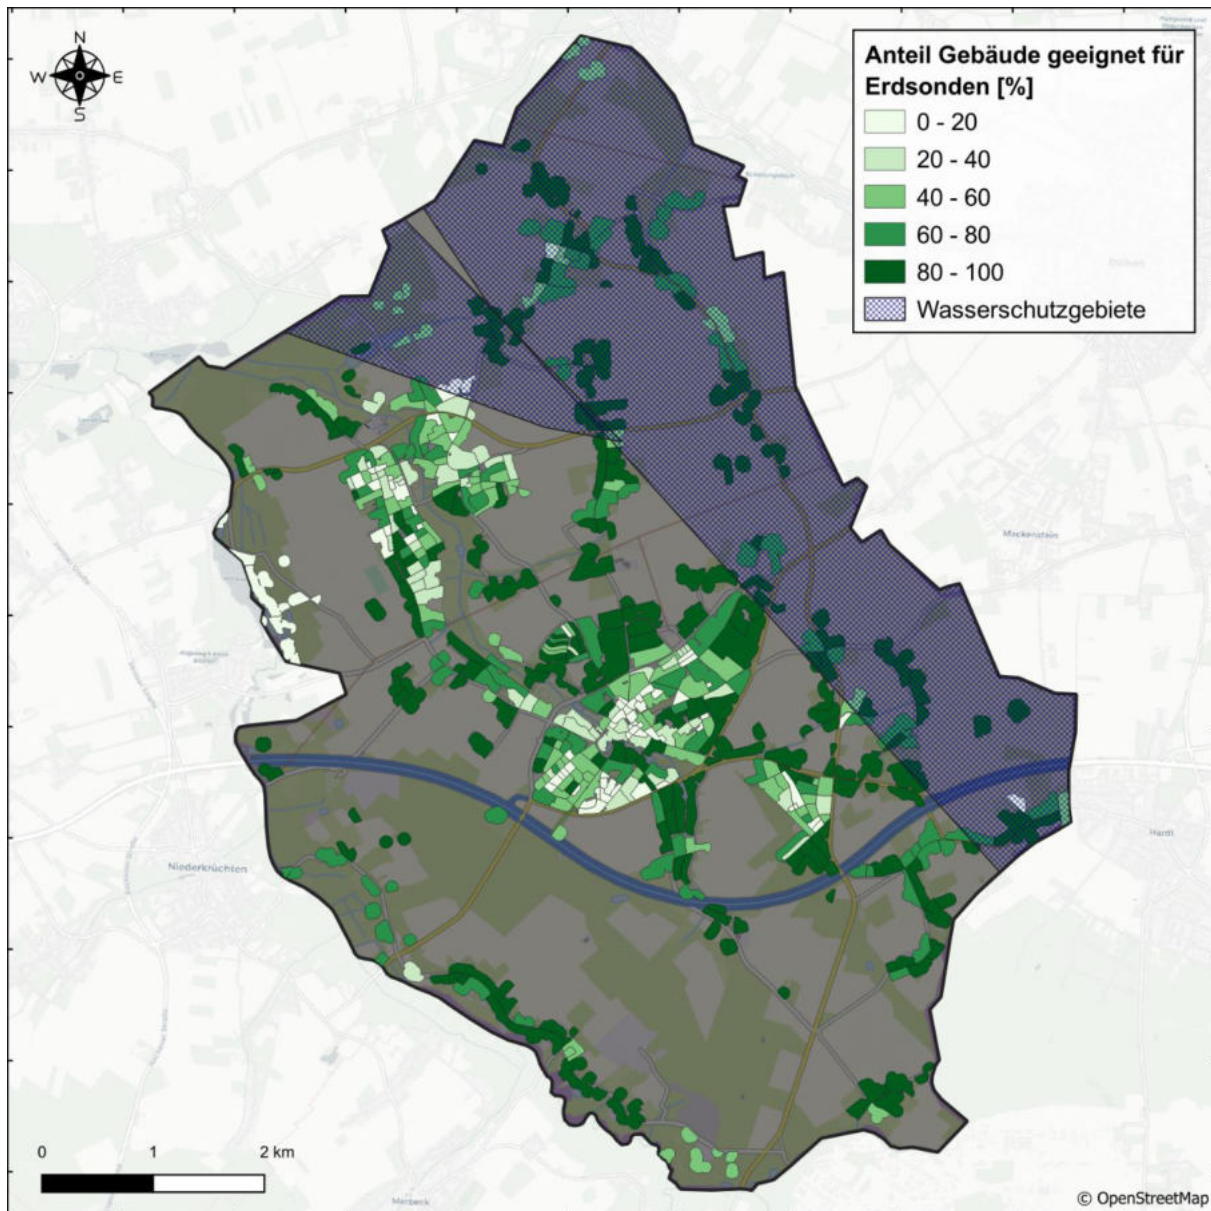 N
W E
S
Anteil Gebäude geeignet für
Erdsonden [%]
0 - 20
20 - 40
40 - 60
60 - 80
80 - 100
Wasserschutzgebiete
Mackenstein
Hardt
Niederkrüchten
0 1 2 km
© OpenStreetMap